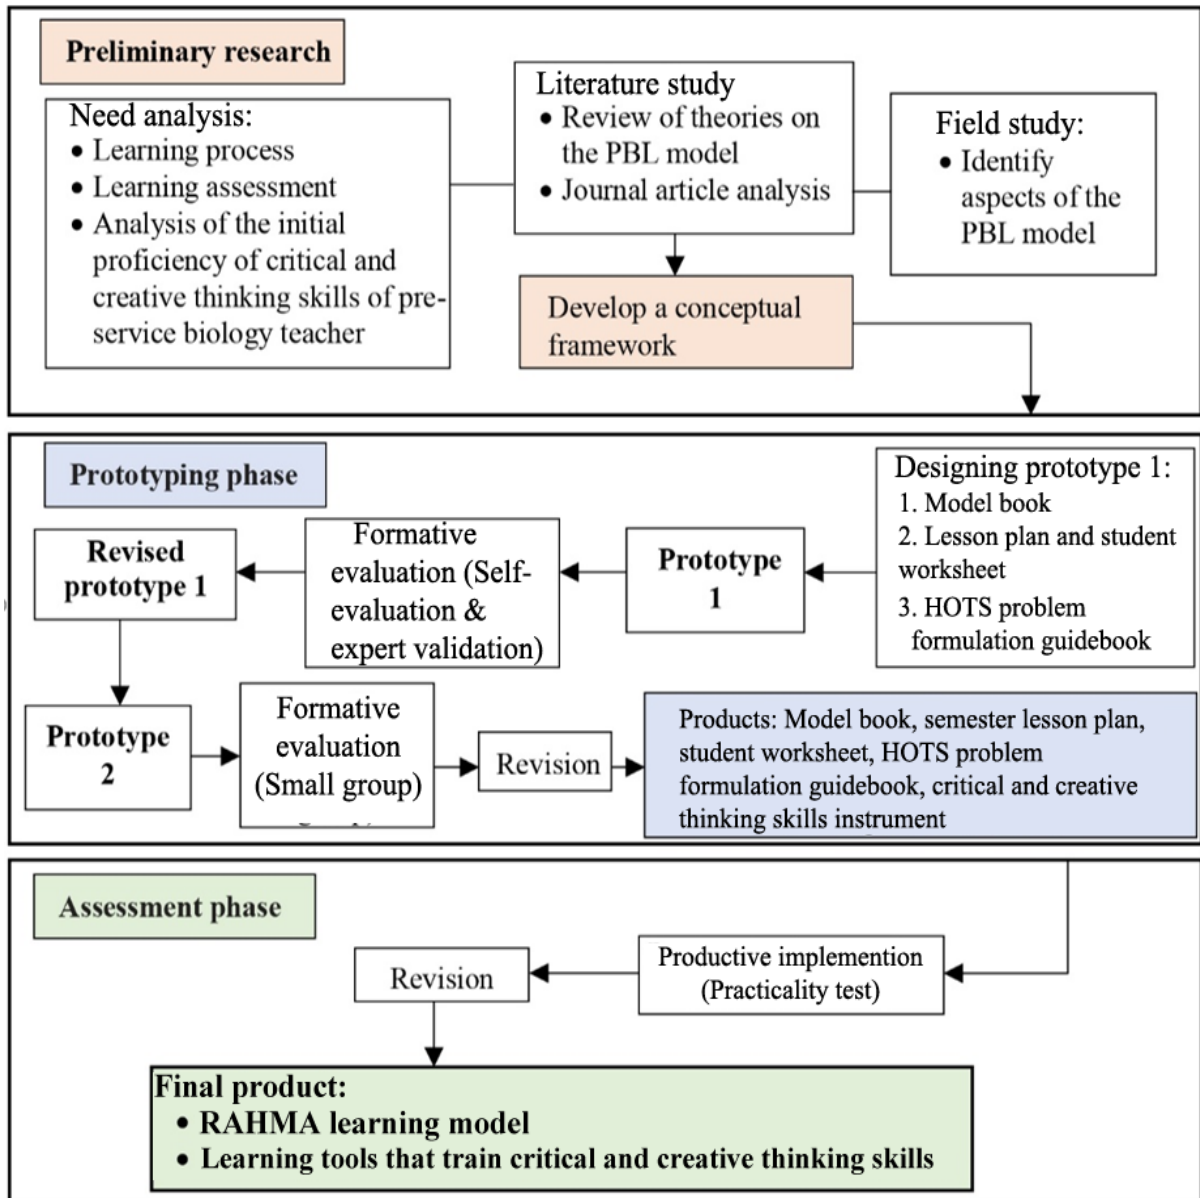 Preliminary research
Need analysis:
• Learning process
• Learning assessment
• Analysis of the initial
proficiency of critical and
creative thinking skills of pre-
service biology teacher
Literature study
• Review of theories on
the PBL model
• Journal article analysis
Field study:
• Identify
aspects of the
PBL model
Develop a conceptual
framework
Prototyping phase
Designing prototype 1:
1. Model book
2. Lesson plan and student
worksheet
3. HOTS problem
formulation guidebook
Prototype
1
Formative
evaluation (Self-
evaluation &
expert validation)
Revised
prototype 1
Prototype
2
Formative
evaluation
(Small group)
Revision
Products: Model book, semester lesson plan,
student worksheet, HOTS problem
formulation guidebook, critical and creative
thinking skills instrument
Assessment phase
Productive implemention
(Practicality test)
Revision
Final product:
• RAHMA learning model
• Learning tools that train critical and creative thinking skills